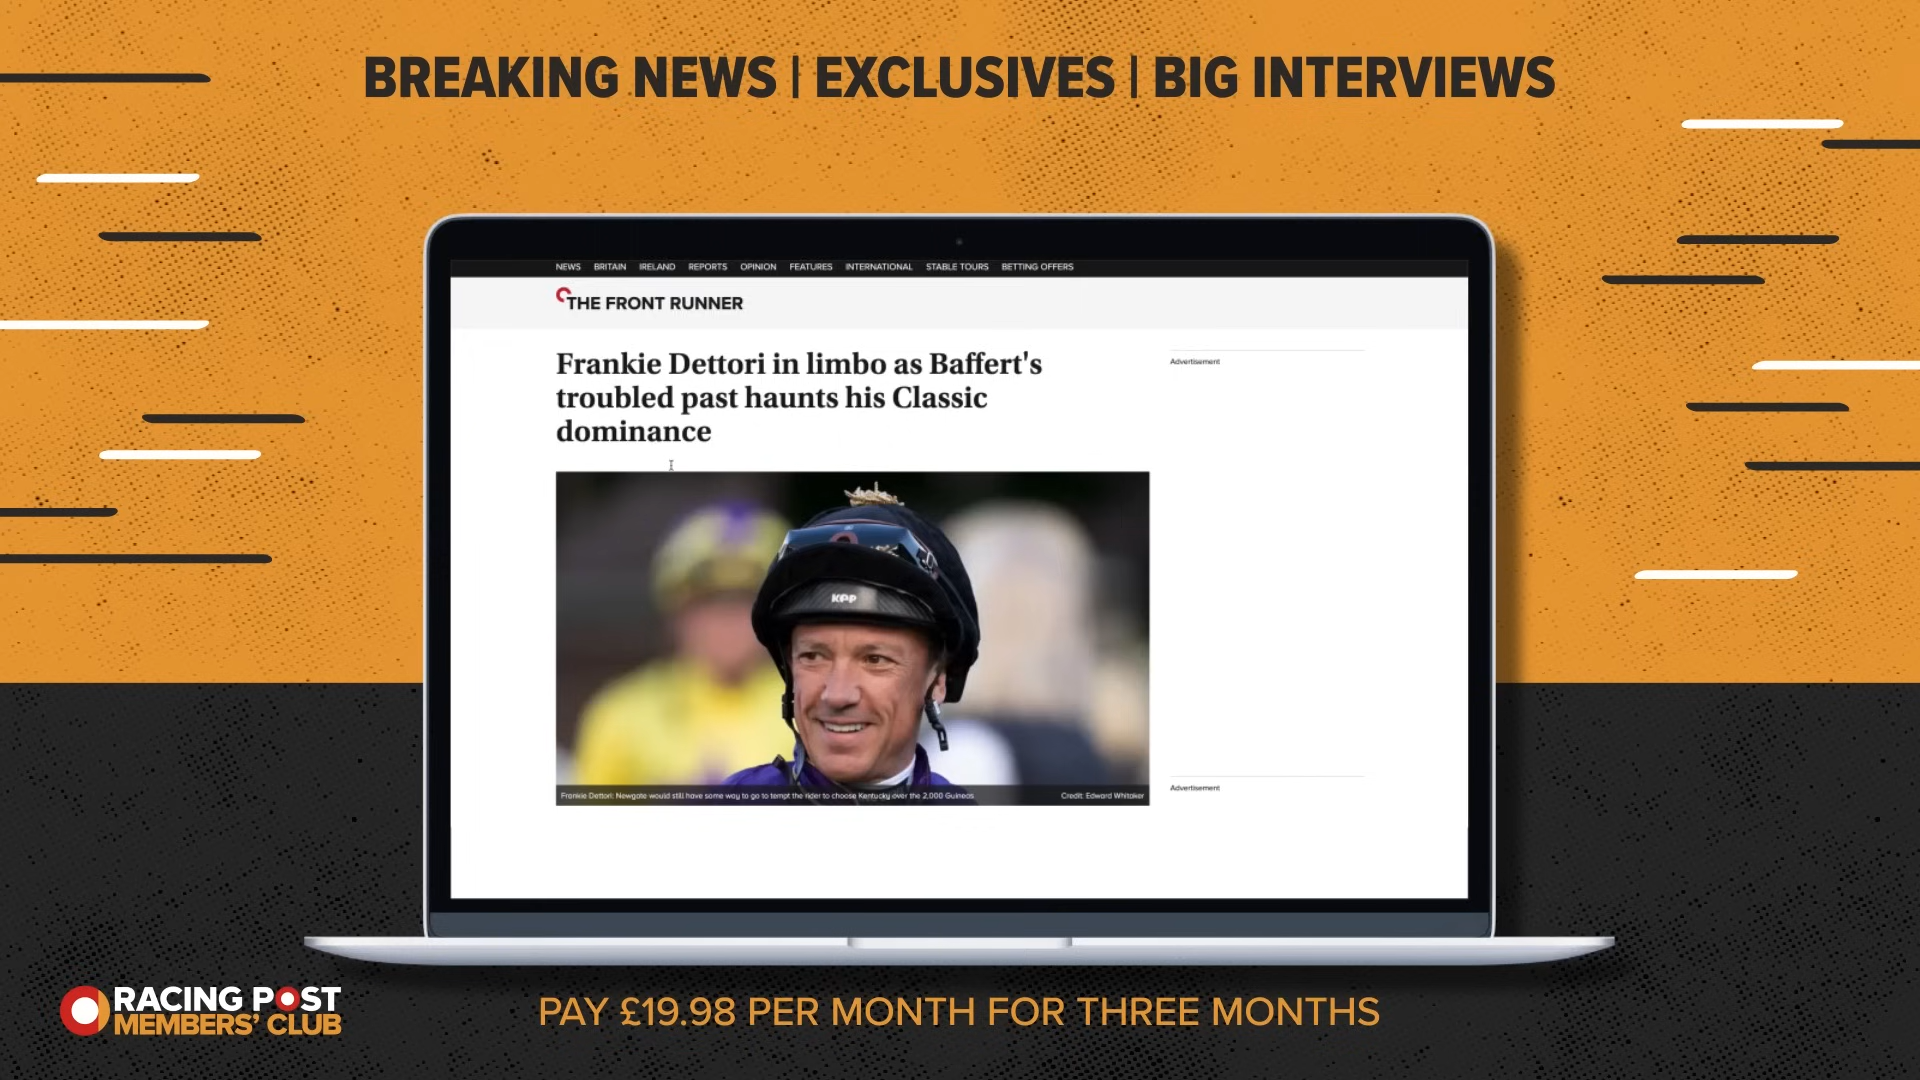 BREAKING NEWS | EXCLUSIVES | BIG INTERVIEWS
NEWS BRITAIN IRELAND REPORTS OPINION FEATURES INTERNATIONAL STABLE TOURS BETTING OFFERS
THE FRONT RUNNER
Frankie Dettori in limbo as Baffert's
troubled past haunts his Classic
dominance
Advertisement
KPP
Frankie Dettori: Newgate would still have some way to go to tempt the rider to choose Kentucky over the 2,000 Guineas
Credit: Edward Whitaker
Advertisement
RACING POST
MEMBERS' CLUB
PAY £19.98 PER MONTH FOR THREE MONTHS